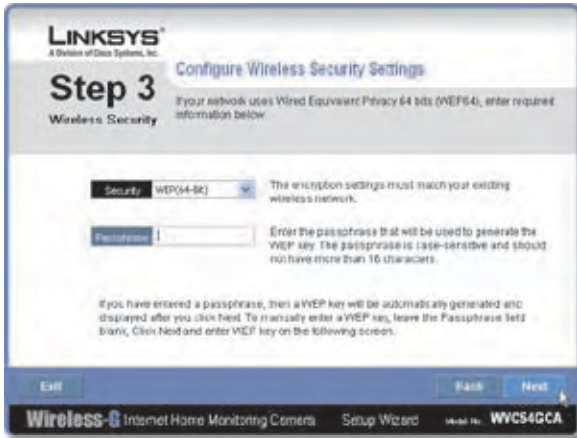 LINKSYS®
A Division of Cisco Systems, Inc.
Step 3
Wireless Security
Configure Wireless Security Settings
If your network uses Wired Equivalent Privacy 64 bits (WEP64), enter required
information below.
Security WEP(64-Bit)
The encryption settings must match your existing
wireless network.
Passphrase
Enter the passphrase that will be used to generate the
WEP key. The passphrase is case-sensitive and should
not have more than 16 characters.
If you have entered a passphrase, then a WEP key will be automatically generated and
displayed after you click Next. To manually enter a WEP key, leave the Passphrase field
blank, Click Next and enter WEP key on the following screen.
Exit
Back
Next
Wireless-G Internet Home Monitoring Camera Setup Wizard Model No. WVC54GCA